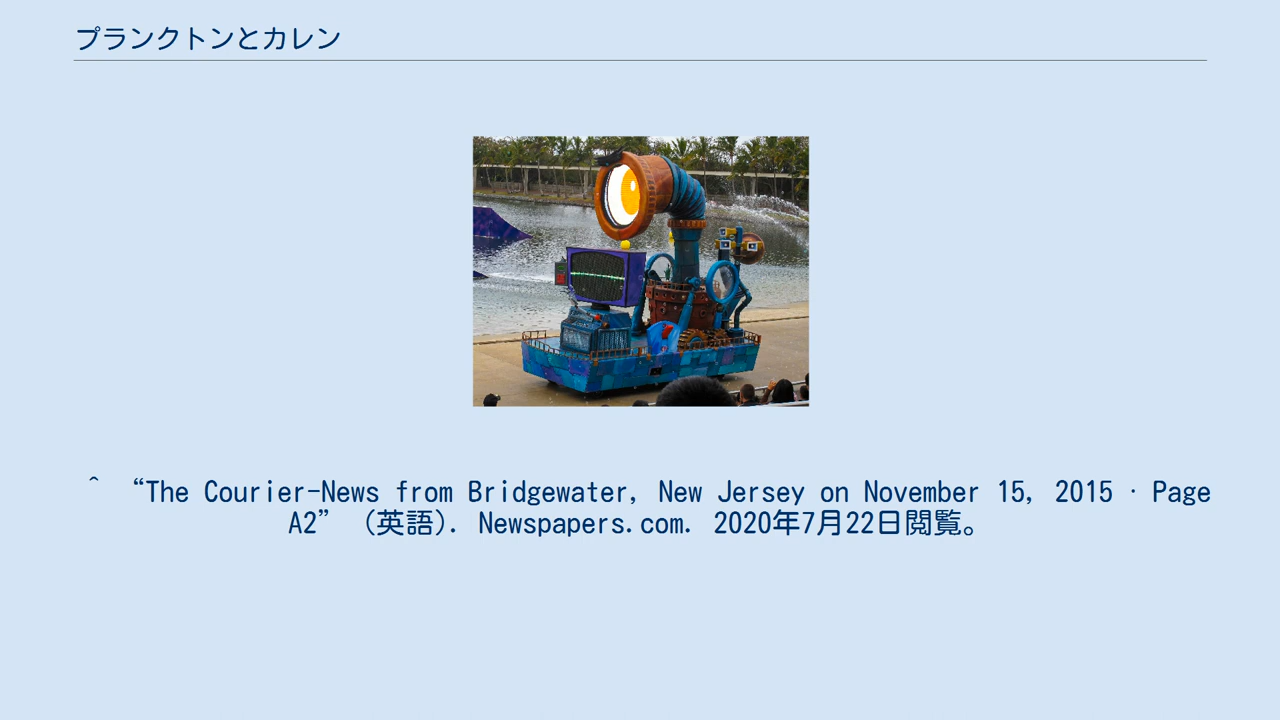 プランクトンとカレン
^ “The Courier-News from Bridgewater, New Jersey on November 15, 2015 · Page
A2” (英語). Newspapers.com. 2020年7月22日閲覧。